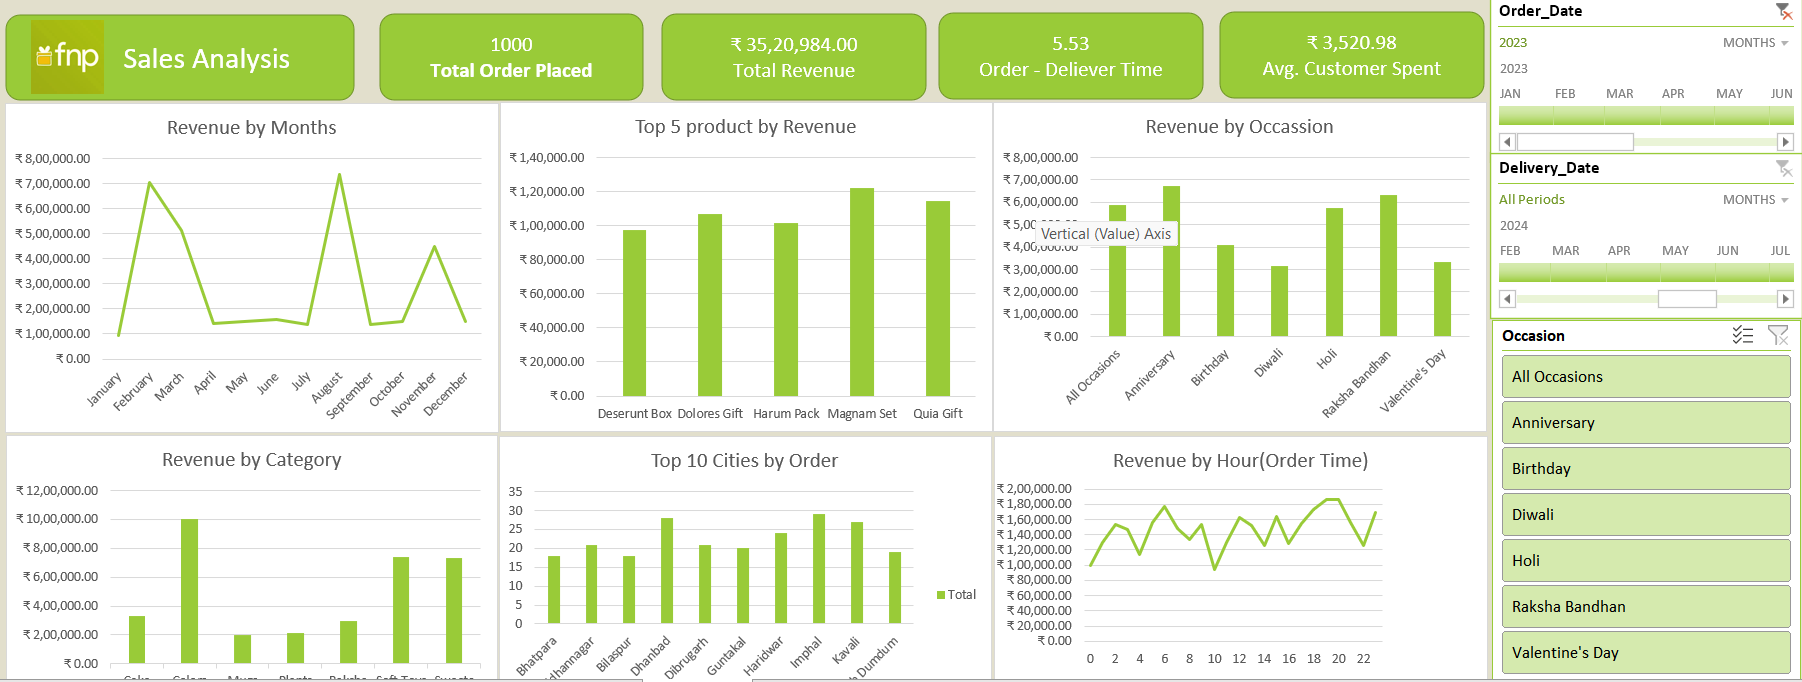 fnp
Sales Analysis
1000
Total Order Placed
₹ 35,20,984.00
Total Revenue
5.53
Order - Deliever Time
₹ 3,520.98
Avg. Customer Spent
Revenue by Months
₹ 8,00,000.00
₹ 7,00,000.00
₹ 6,00,000.00
₹ 5,00,000.00
₹ 4,00,000.00
₹ 3,00,000.00
₹ 2,00,000.00
₹ 1,00,000.00
₹ 0.00
January
February
March
April
May
June
July
August
September
October
November
December
Top 5 product by Revenue
₹ 1,40,000.00
₹ 1,20,000.00
₹ 1,00,000.00
₹ 80,000.00
₹ 60,000.00
₹ 40,000.00
₹ 20,000.00
₹ 0.00
Deserunt Box Dolores Gift Harum Pack Magnam Set Quia Gift
Revenue by Occassion
₹ 8,00,000.00
₹ 7,00,000.00
₹ 6,00,000.00
Vertical (Value) Axis
₹ 3,00,000.00
₹ 2,00,000.00
₹ 1,00,000.00
₹ 0.00
All Occasions
Anniversary
Birthday
Diwali
Holi
Raksha Bandhan
Valentine's Day
Revenue by Category
₹ 12,00,000.00
₹ 10,00,000.00
₹ 8,00,000.00
₹ 6,00,000.00
₹ 4,00,000.00
₹ 2,00,000.00
₹ 0.00
Top 10 Cities by Order
35
30
25
20
15
10
5
0
Bhatpara
Bilaspur
Dhanbad
Dibrugarh
Guntakal
Haridwar
Imphal
Kavali
Dumdum
Total
Revenue by Hour(Order Time)
₹ 2,00,000.00
₹ 1,80,000.00
₹ 1,60,000.00
₹ 1,40,000.00
₹ 1,20,000.00
₹ 1,00,000.00
₹ 80,000.00
₹ 60,000.00
₹ 40,000.00
₹ 20,000.00
₹ 0.00
0 2 4 6 8 10 12 14 16 18 20 22
Order_Date
2023 MONTHS
2023
JAN FEB MAR APR MAY JUN
Delivery_Date
All Periods MONTHS
2024
FEB MAR APR MAY JUN JUL
Occasion
All Occasions
Anniversary
Birthday
Diwali
Holi
Raksha Bandhan
Valentine's Day